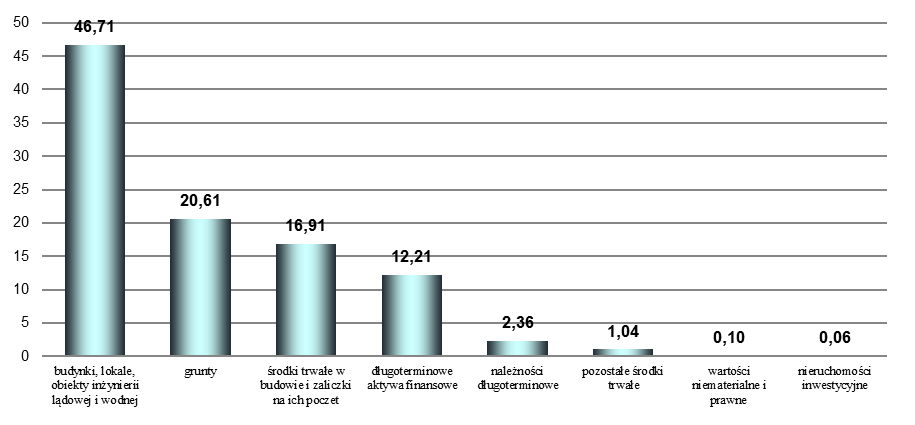 50
45
40
35
30
25
20
15
10
5
0
46,71
20,61
16,91
12,21
2,36
1,04
0,10
0,06
budynki, lokale,
obiekty inżynierii
lądowej i wodnej
grunty
środki trwałe w
budowie i zaliczki
na ich poczet
długoterminowe
aktywa finansowe
należności
długoterminowe
pozostałe środki
trwałe
wartości
niematerialne i
prawne
nieruchomości
inwestycyjne